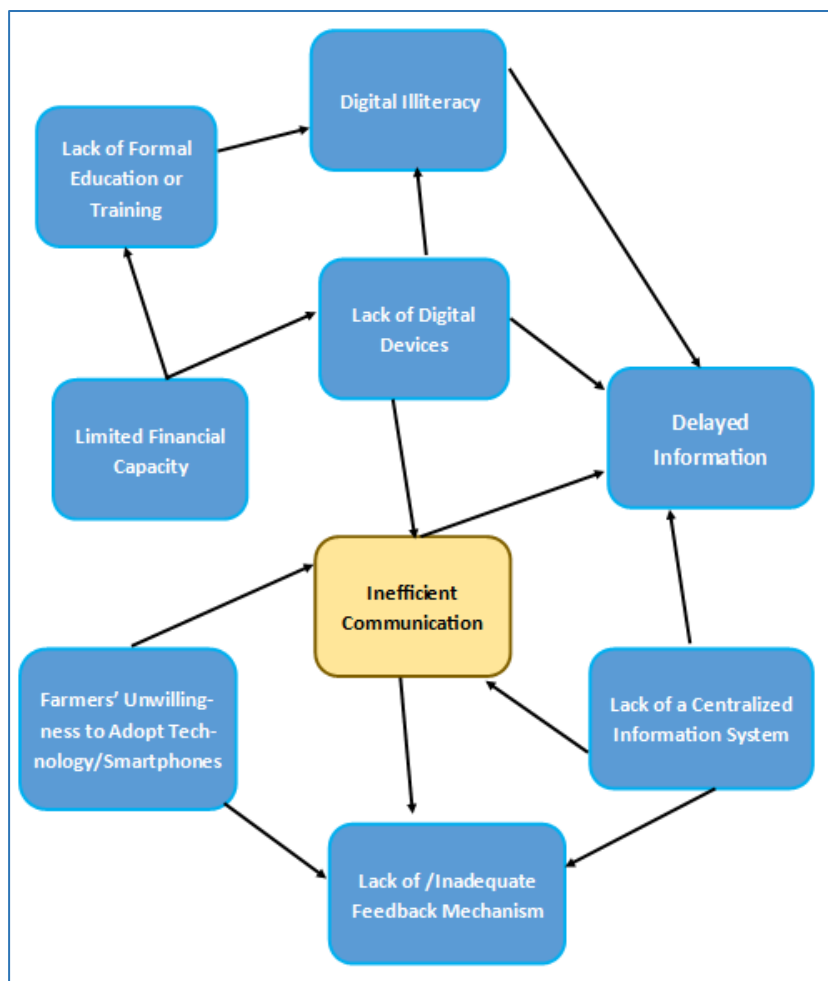 Digital Illiteracy
Lack of Formal
Education or
Training
Lack of Digital
Devices
Limited Financial
Capacity
Delayed
Information
Inefficient
Communication
Farmers’ Unwilling-
ness to Adopt Tech-
nology/Smartphones
Lack of a Centralized
Information System
Lack of /Inadequate
Feedback Mechanism